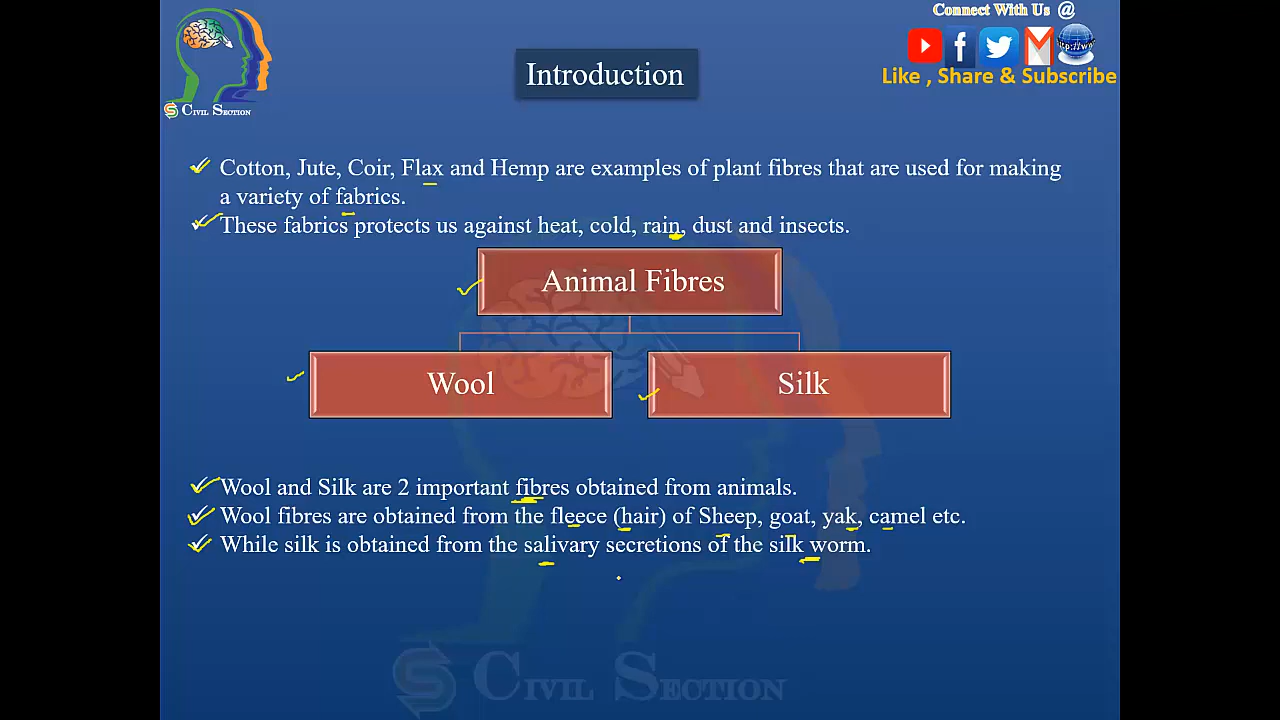 Connect With Us @
http://ww
Like , Share & Subscribe
CIVIL SECTION
Introduction
Cotton, Jute, Coir, Flax and Hemp are examples of plant fibres that are used for making
a variety of fabrics.
These fabrics protects us against heat, cold, rain, dust and insects.
Animal Fibres
Wool
Silk
Wool and Silk are 2 important fibres obtained from animals.
Wool fibres are obtained from the fleece (hair) of Sheep, goat, yak, camel etc.
While silk is obtained from the salivary secretions of the silk worm.
CIVIL SECTION